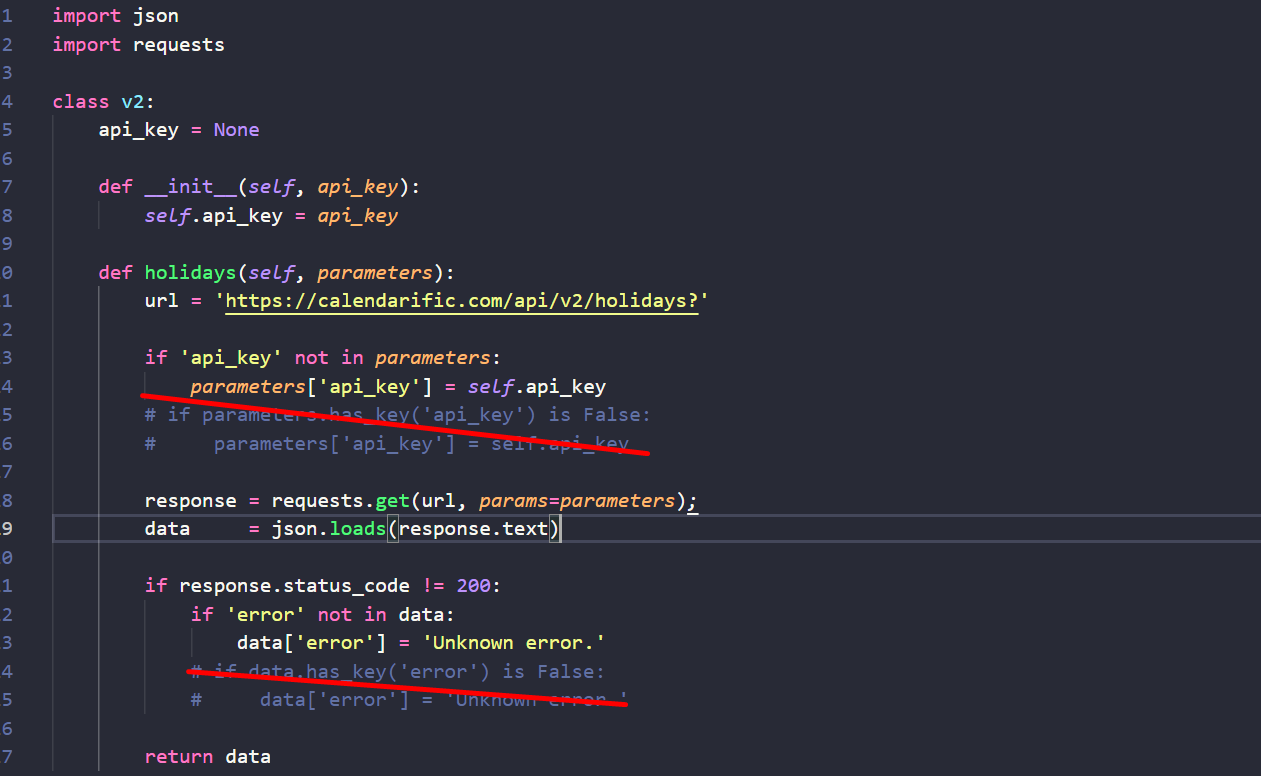 1 import json
2 import requests
3
4 class v2:
5     api_key = None
6
7     def __init__(self, api_key):
8         self.api_key = api_key
9
0     def holidays(self, parameters):
1         url = 'https://calendarific.com/api/v2/holidays?'
2
3         if 'api_key' not in parameters:
4             parameters['api_key'] = self.api_key
5         # if parameters.has_key('api_key') is False:
6         #     parameters['api_key'] = self.api_key
7
8         response = requests.get(url, params=parameters);
9         data     = json.loads(response.text)
0
1         if response.status_code != 200:
2             if 'error' not in data:
3                 data['error'] = 'Unknown error.'
4             # if data.has_key('error') is False:
5             #     data['error'] = 'Unknown error.'
6
7         return data